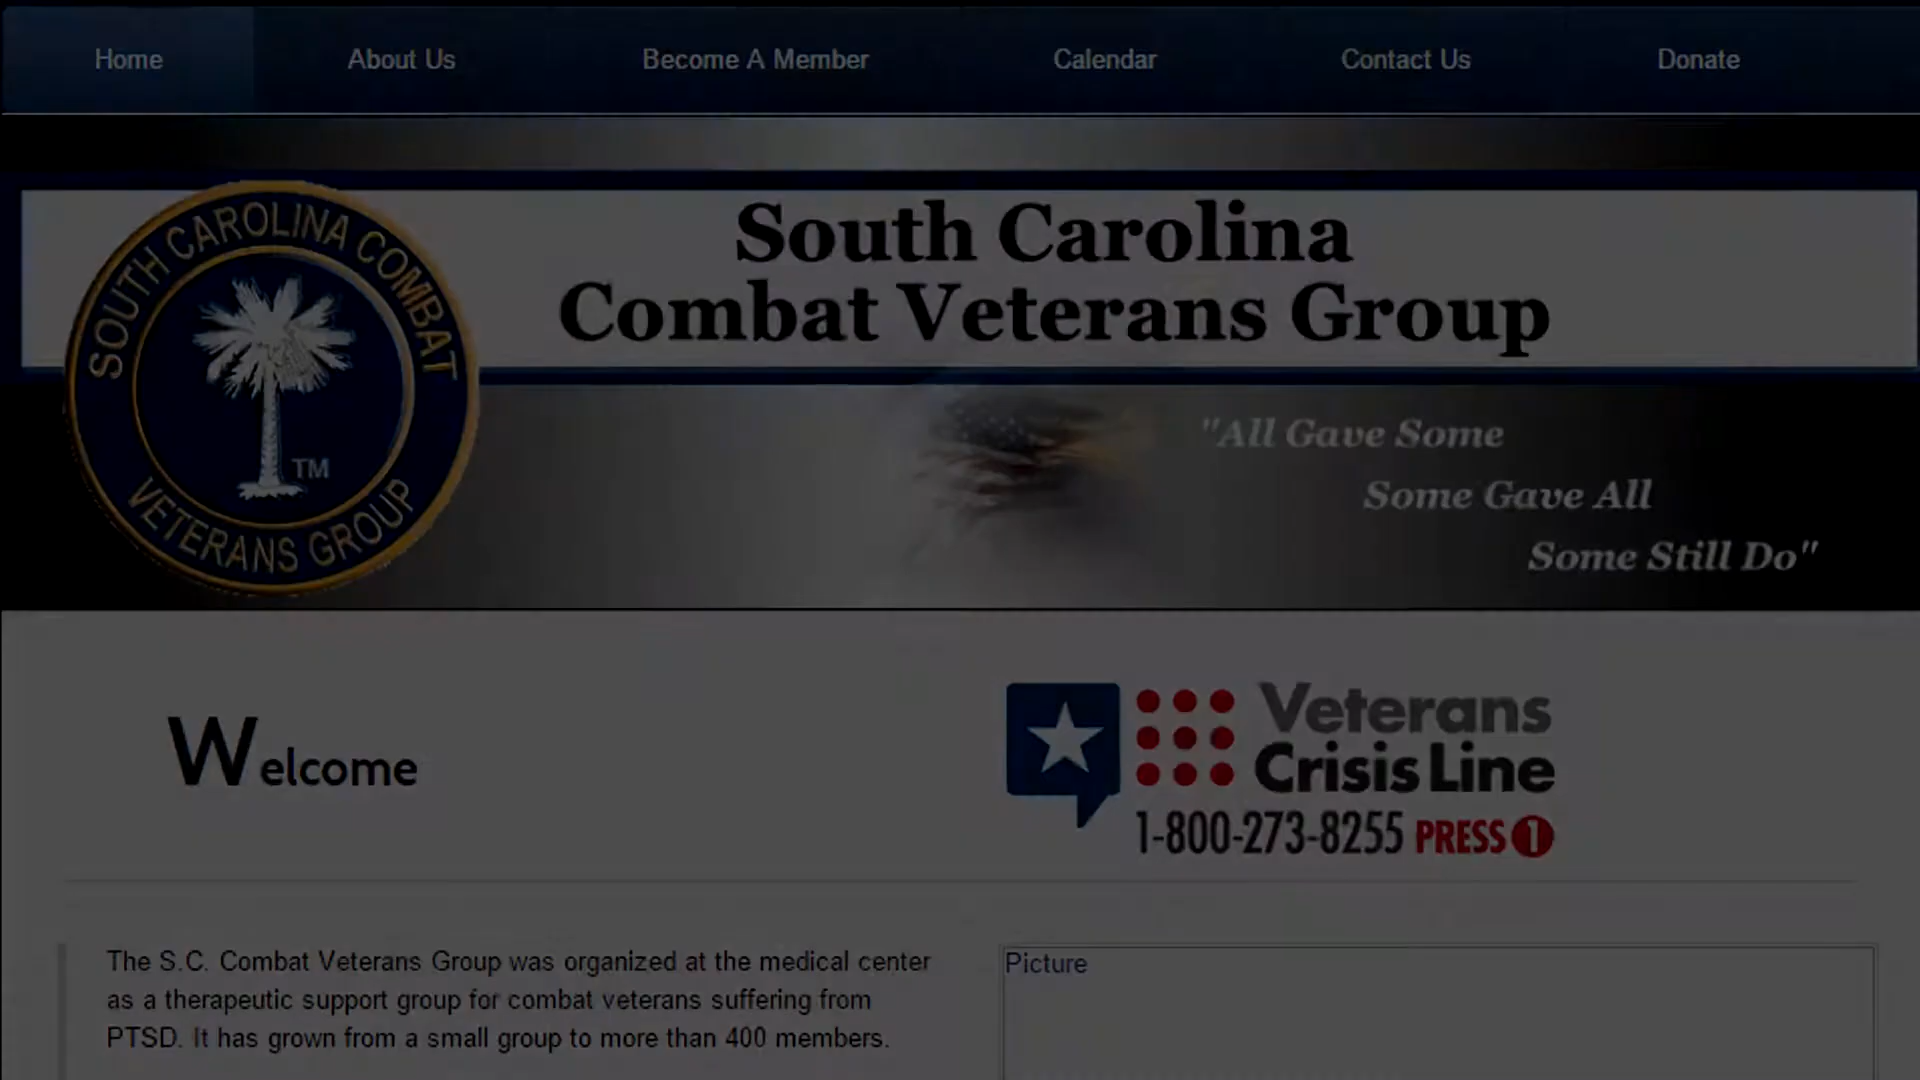 Home About Us Become A Member Calendar Contact Us Donate
SOUTH CAROLINA COMBAT
VETERANS GROUP
TM
South Carolina
Combat Veterans Group
"All Gave Some
Some Gave All
Some Still Do"
Welcome
Veterans
Crisis Line
1-800-273-8255 PRESS 1
The S.C. Combat Veterans Group was organized at the medical center
as a therapeutic support group for combat veterans suffering from
PTSD. It has grown from a small group to more than 400 members.
Picture